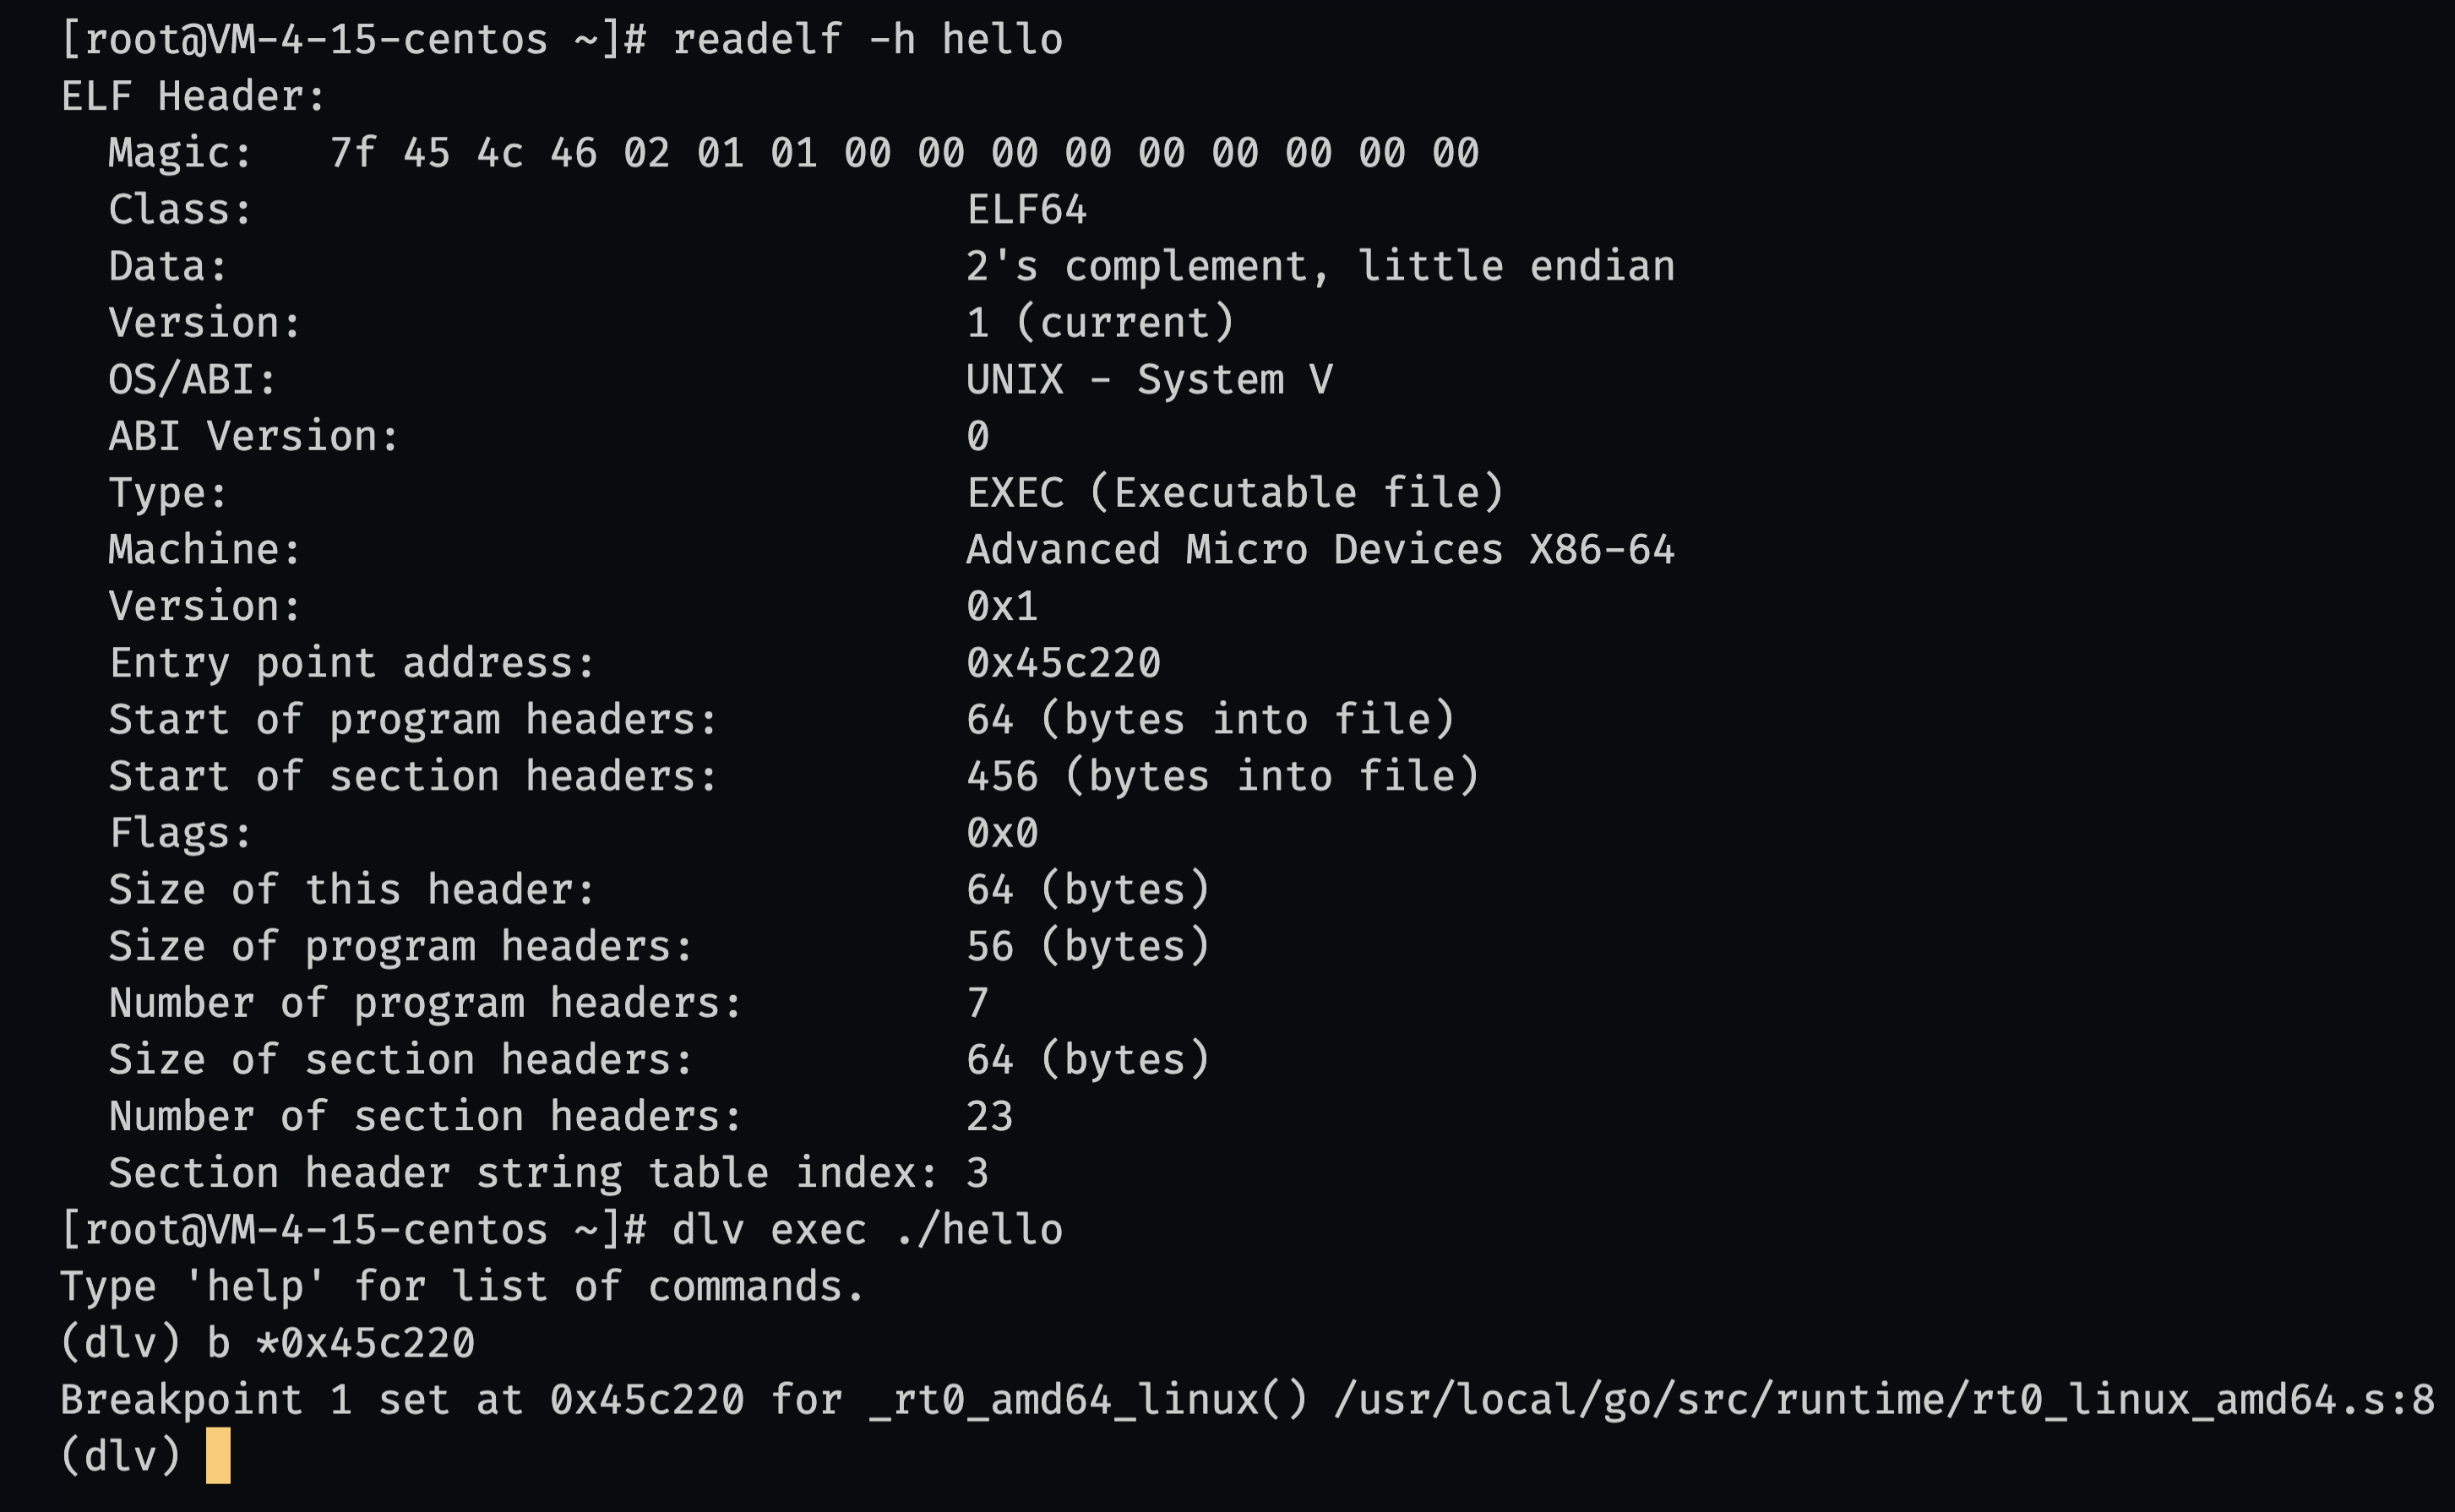 [root@VM-4-15-centos ~]# readelf -h hello
ELF Header:
  Magic:   7f 45 4c 46 02 01 01 00 00 00 00 00 00 00 00 00
  Class:                             ELF64
  Data:                              2's complement, little endian
  Version:                           1 (current)
  OS/ABI:                            UNIX - System V
  ABI Version:                       0
  Type:                              EXEC (Executable file)
  Machine:                           Advanced Micro Devices X86-64
  Version:                           0x1
  Entry point address:               0x45c220
  Start of program headers:          64 (bytes into file)
  Start of section headers:          456 (bytes into file)
  Flags:                             0x0
  Size of this header:               64 (bytes)
  Size of program headers:           56 (bytes)
  Number of program headers:         7
  Size of section headers:           64 (bytes)
  Number of section headers:         23
  Section header string table index: 3
[root@VM-4-15-centos ~]# dlv exec ./hello
Type 'help' for list of commands.
(dlv) b *0x45c220
Breakpoint 1 set at 0x45c220 for _rt0_amd64_linux() /usr/local/go/src/runtime/rt0_linux_amd64.s:8
(dlv)